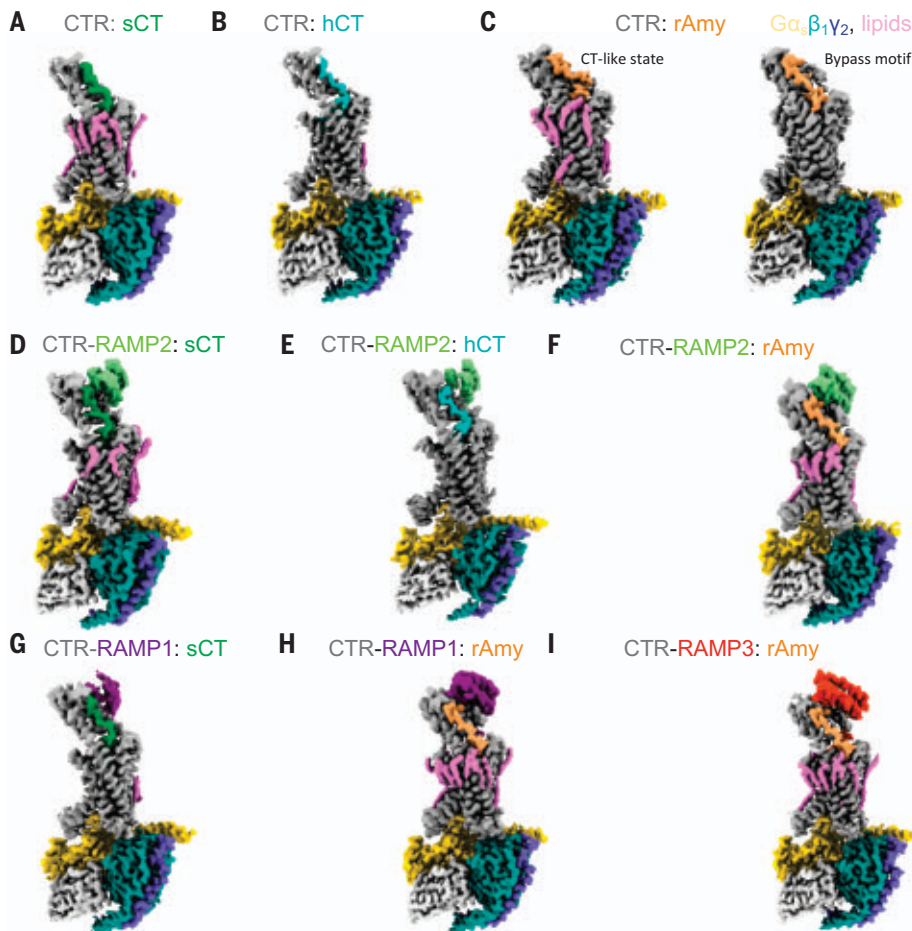 A CTR: sCT
B CTR: hCT
C CTR: rAmy Gαsβ1γ2, lipids
CT-like state Bypass motif
D CTR-RAMP2: sCT
E CTR-RAMP2: hCT
F CTR-RAMP2: rAmy
G CTR-RAMP1: sCT
H CTR-RAMP1: rAmy
I CTR-RAMP3: rAmy